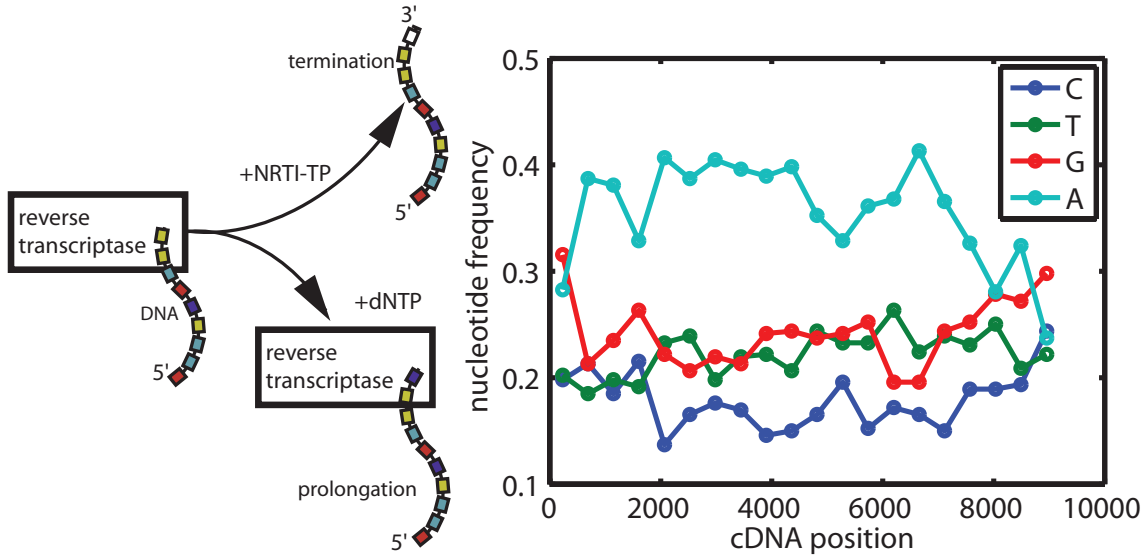 3'
termination
+NRTI-TP
5'
reverse
transcriptase
DNA
5'
+dNTP
reverse
transcriptase
prolongation
5'
nucleotide frequency
0.5
0.4
0.3
0.2
0.1
C
T
G
A
0
2000
4000
6000
8000
10000
cDNA position